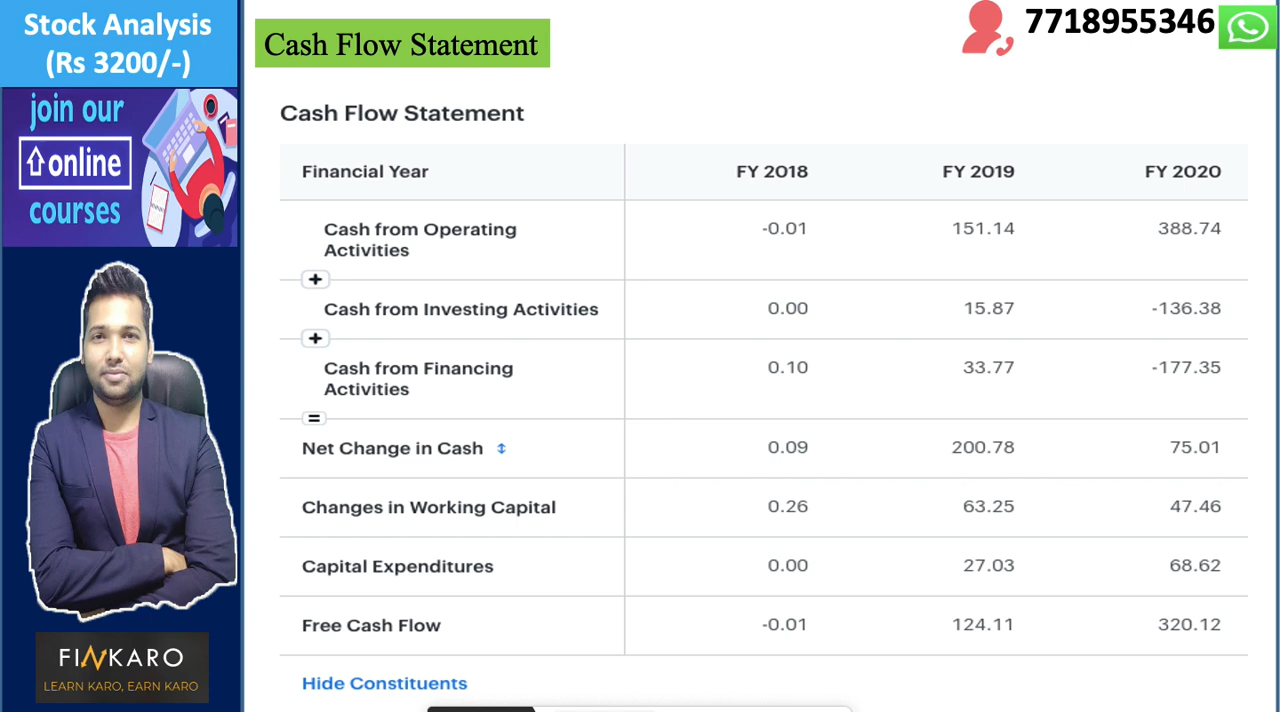 Stock Analysis
(Rs 3200/-)
join our
online
courses
FINKARO
LEARN KARO, EARN KARO
Cash Flow Statement
7718955346
Cash Flow Statement
Financial Year FY 2018 FY 2019 FY 2020
Cash from Operating -0.01 151.14 388.74
Activities
+
Cash from Investing Activities 0.00 15.87 -136.38
+
Cash from Financing 0.10 33.77 -177.35
Activities
=
Net Change in Cash 0.09 200.78 75.01
Changes in Working Capital 0.26 63.25 47.46
Capital Expenditures 0.00 27.03 68.62
Free Cash Flow -0.01 124.11 320.12
Hide Constituents